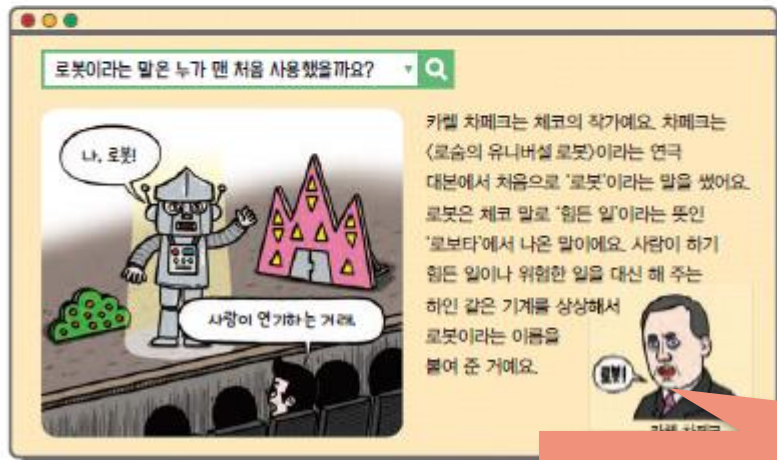 로봇이라는 말은 누가 맨 처음 사용했을까요?
나, 로봇!
사람이 연기하는 거래.
카렐 차페크는 체코의 작가예요. 차페크는
〈로숨의 유니버설 로봇〉이라는 연극
대본에서 처음으로 '로봇'이라는 말을 썼어요.
로봇은 체코 말로 '힘든 일'이라는 뜻인
'로보타'에서 나온 말이에요. 사람이 하기
힘든 일이나 위험한 일을 대신 해 주는
하인 같은 기계를 상상해서
로봇이라는 이름을
붙여 준 거예요.
로봇!